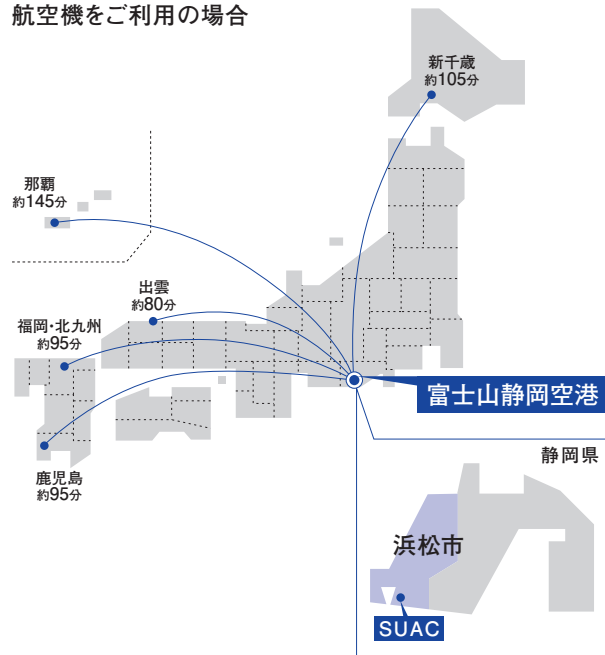 航空機をご利用の場合
新千歳
約105分
那覇
約145分
出雲
約80分
福岡・北九州
約95分
富士山静岡空港
静岡県
鹿児島
約95分
浜松市
SUAC